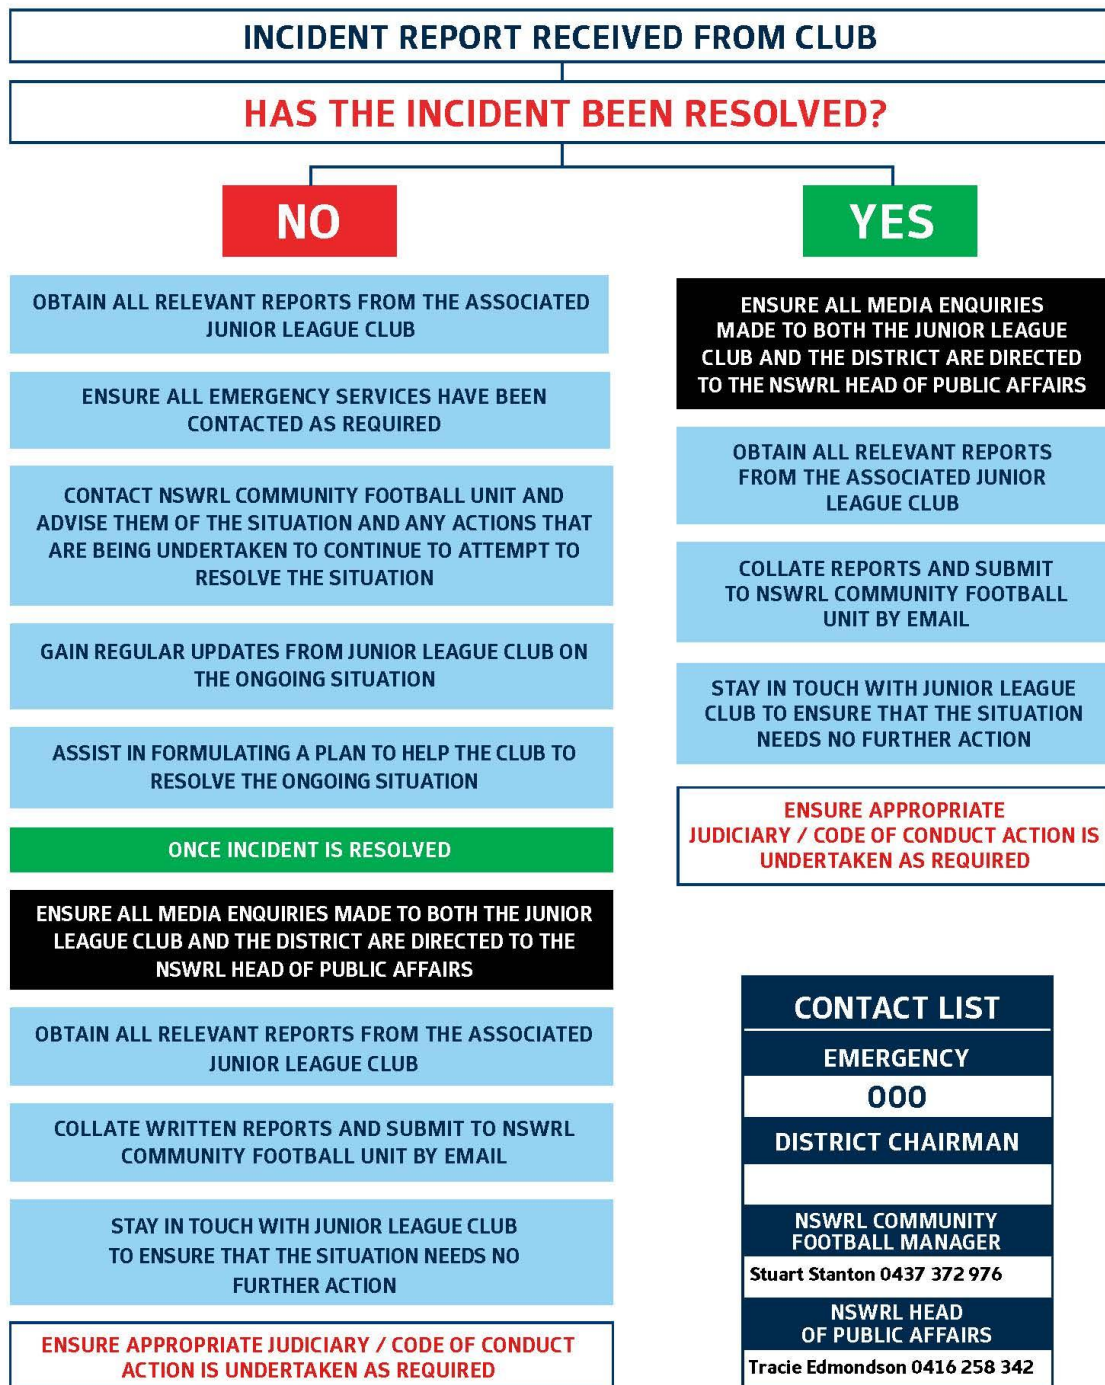 INCIDENT REPORT RECEIVED FROM CLUB
HAS THE INCIDENT BEEN RESOLVED?
NO
OBTAIN ALL RELEVANT REPORTS FROM THE ASSOCIATED
JUNIOR LEAGUE CLUB
ENSURE ALL EMERGENCY SERVICES HAVE BEEN
CONTACTED AS REQUIRED
CONTACT NSWRL COMMUNITY FOOTBALL UNIT AND
ADVISE THEM OF THE SITUATION AND ANY ACTIONS THAT
ARE BEING UNDERTAKEN TO CONTINUE TO ATTEMPT TO
RESOLVE THE SITUATION
GAIN REGULAR UPDATES FROM JUNIOR LEAGUE CLUB ON
THE ONGOING SITUATION
ASSIST IN FORMULATING A PLAN TO HELP THE CLUB TO
RESOLVE THE ONGOING SITUATION
ONCE INCIDENT IS RESOLVED
ENSURE ALL MEDIA ENQUIRIES MADE TO BOTH THE JUNIOR
LEAGUE CLUB AND THE DISTRICT ARE DIRECTED TO THE
NSWRL HEAD OF PUBLIC AFFAIRS
OBTAIN ALL RELEVANT REPORTS FROM THE ASSOCIATED
JUNIOR LEAGUE CLUB
COLLATE WRITTEN REPORTS AND SUBMIT TO NSWRL
COMMUNITY FOOTBALL UNIT BY EMAIL
STAY IN TOUCH WITH JUNIOR LEAGUE CLUB
TO ENSURE THAT THE SITUATION NEEDS NO
FURTHER ACTION
ENSURE APPROPRIATE JUDICIARY / CODE OF CONDUCT
ACTION IS UNDERTAKEN AS REQUIRED
YES
ENSURE ALL MEDIA ENQUIRIES
MADE TO BOTH THE JUNIOR LEAGUE
CLUB AND THE DISTRICT ARE DIRECTED
TO THE NSWRL HEAD OF PUBLIC AFFAIRS
OBTAIN ALL RELEVANT REPORTS
FROM THE ASSOCIATED JUNIOR
LEAGUE CLUB
COLLATE REPORTS AND SUBMIT
TO NSWRL COMMUNITY FOOTBALL
UNIT BY EMAIL
STAY IN TOUCH WITH JUNIOR LEAGUE
CLUB TO ENSURE THAT THE SITUATION
NEEDS NO FURTHER ACTION
ENSURE APPROPRIATE
JUDICIARY / CODE OF CONDUCT ACTION IS
UNDERTAKEN AS REQUIRED
CONTACT LIST
EMERGENCY
000
DISTRICT CHAIRMAN
NSWRL COMMUNITY
FOOTBALL MANAGER
Stuart Stanton 0437 372 976
NSWRL HEAD
OF PUBLIC AFFAIRS
Tracie Edmondson 0416 258 342